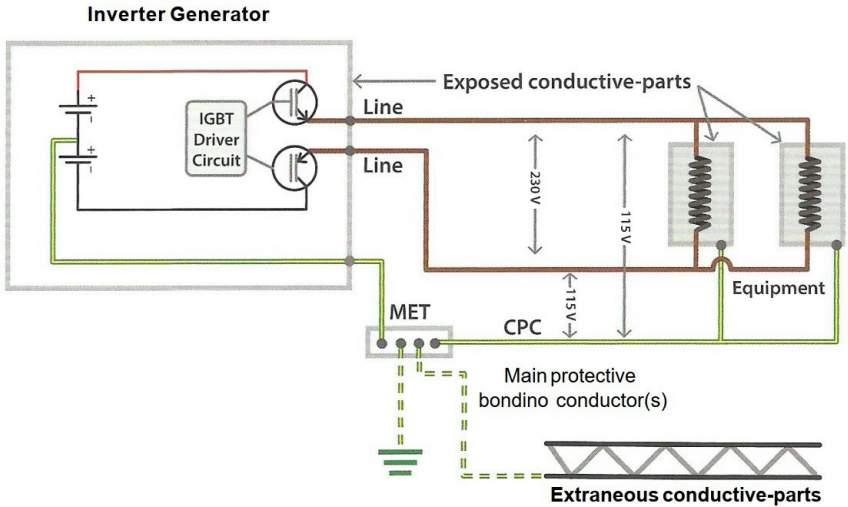 Inverter Generator
Exposed conductive-parts
+
−
+
−
IGBT
Driver
Circuit
Line
Line
230V
115V
115V
Equipment
MET
CPC
Main protective
bondino conductor(s)
Extraneous conductive-parts